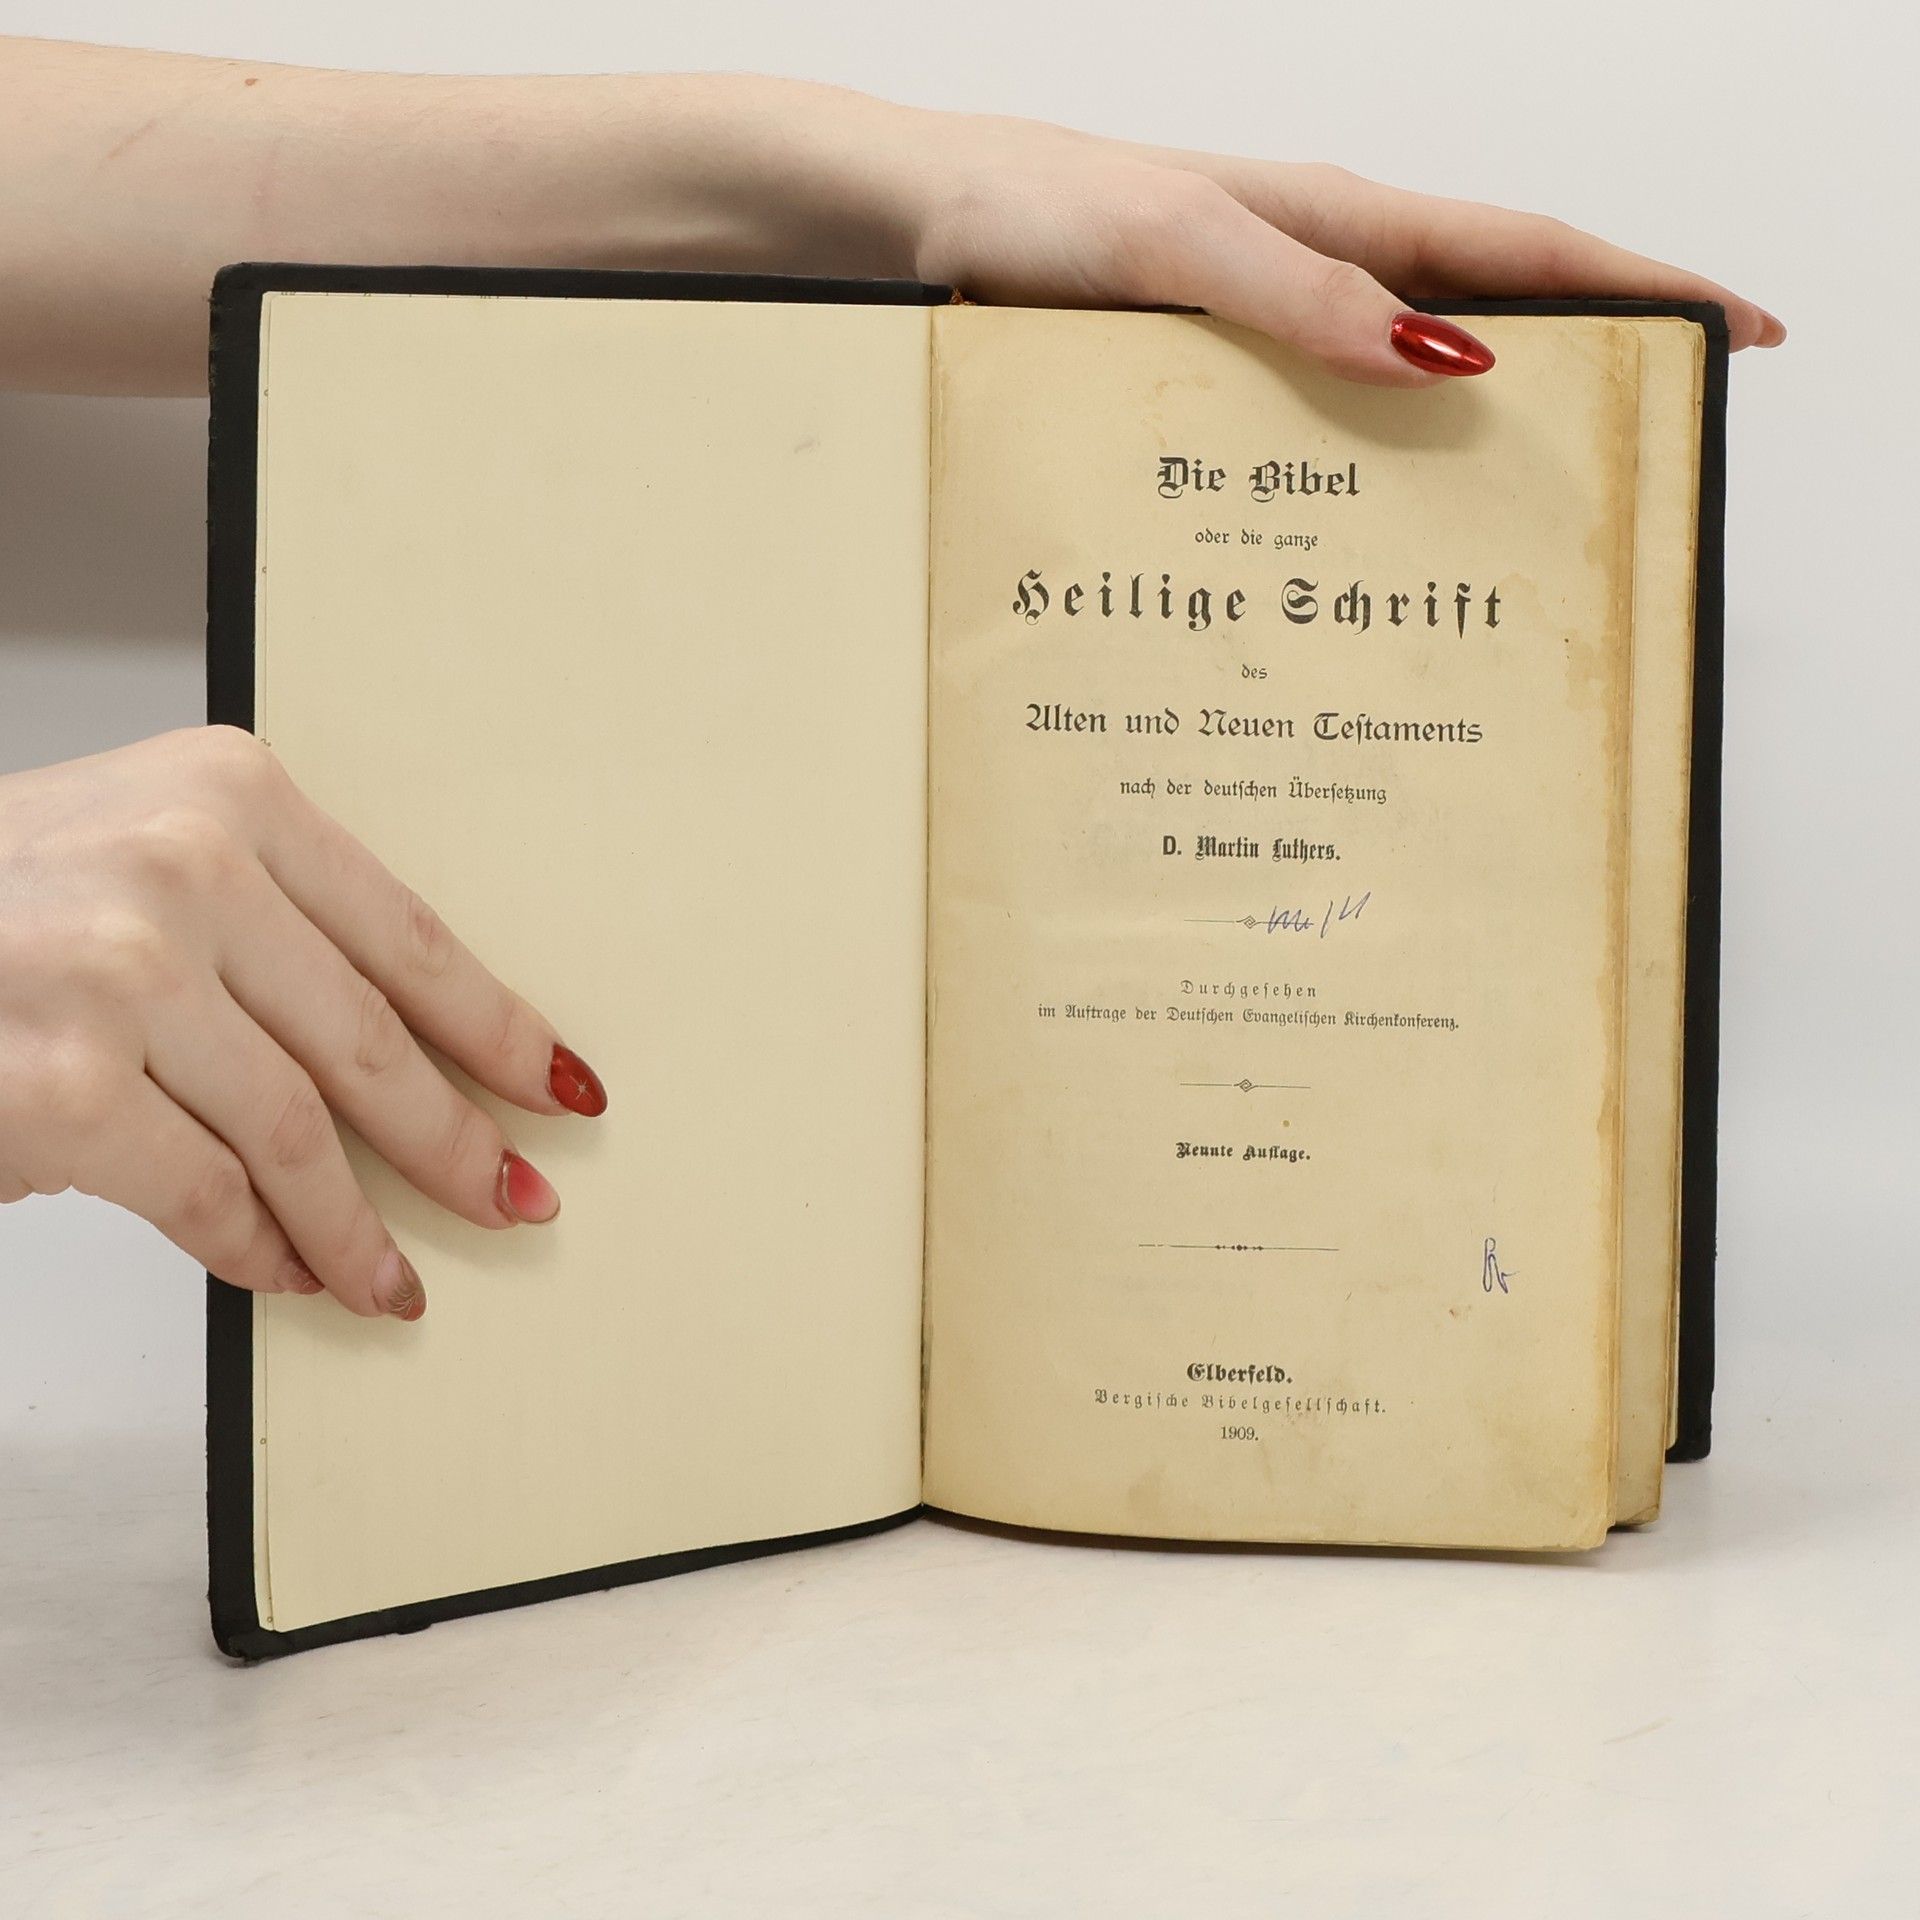 Die Bibel
oder die ganze
Heilige Schrift
des
Alten und Neuen Teſtaments
nach der deutſchen Überſetzung
D. Martin Luthers.
Durchgeſehen
im Auftrage der Deutſchen Evangeliſchen Kirchenkonferenz.
Neunte Auflage.
Elberfeld.
Bergiſche Bibelgeſellſchaft.
1909.